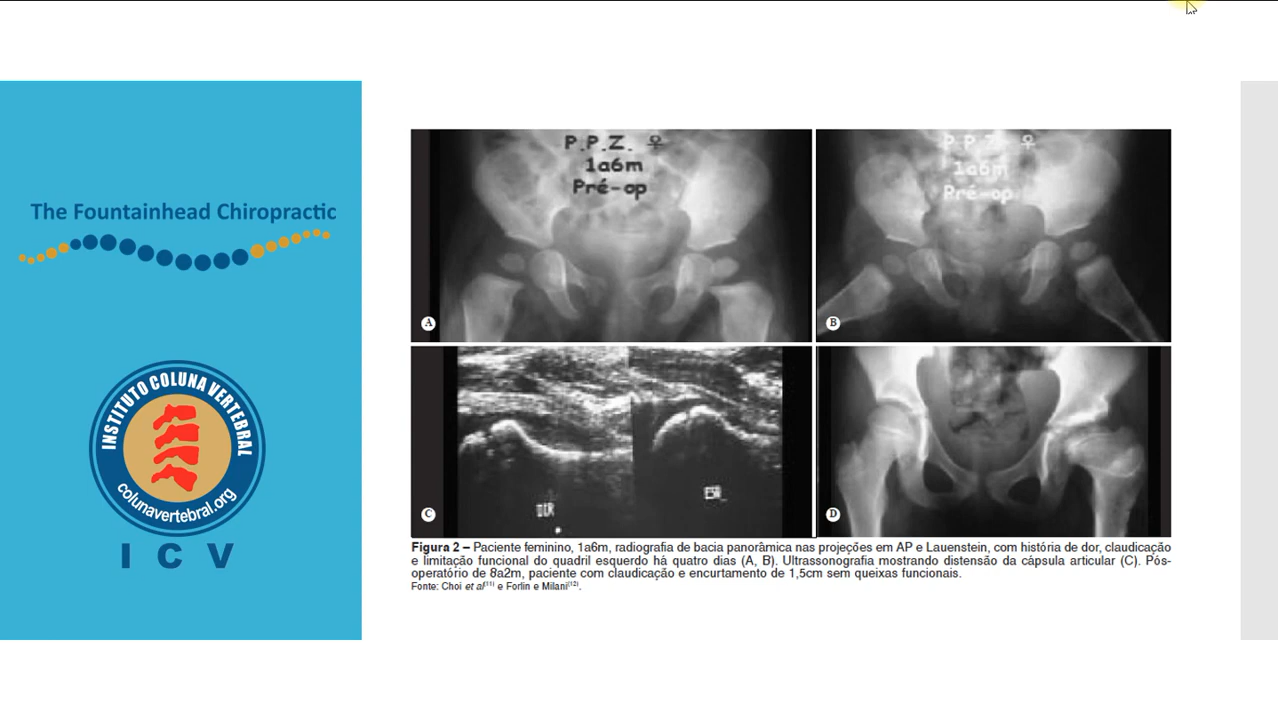 The Fountainhead Chiropractic
INSTITUTO COLUNA VERTEBRAL
colunavertebral.org
I C V
P.P.Z. ♀
1a6m
Pré-op
A
P.P.Z. ♀
1a6m
Pré-op
B
DIR
C
D
Figura 2 – Paciente feminino, 1a6m, radiografia de bacia panorâmica nas projeções em AP e Lauenstein, com história de dor, claudicação
e limitação funcional do quadril esquerdo há quatro dias (A, B). Ultrassonografia mostrando distensão da cápsula articular (C). Pós-
operatório de 8a2m, paciente com claudicação e encurtamento de 1,5cm sem queixas funcionais.
Fonte: Choi et al(11) e Forlin e Milani(12).